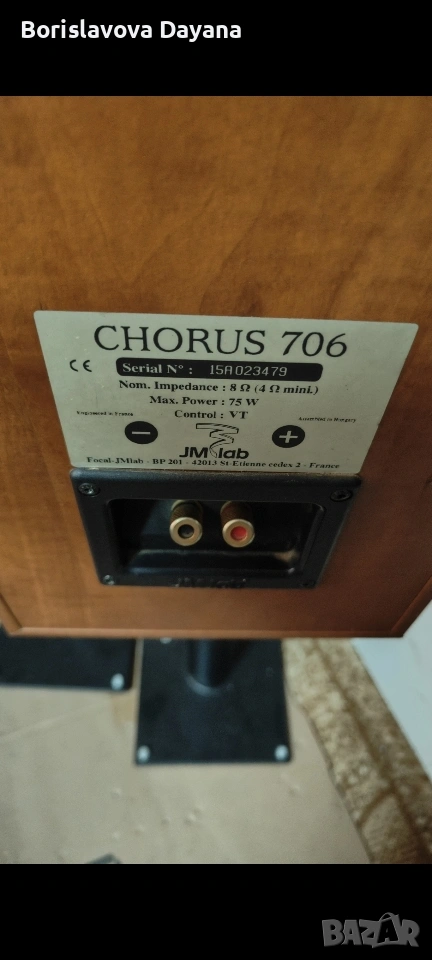 Borislavova Dayana
CHORUS 706
CE Serial N° : 15A023479
Nom. Impedance : 8 Ω (4 Ω mini.)
Max. Power : 75 W
Engineered in France Control : VT Assembled in Hungary
JMlab
Focal-JMlab - BP 201 - 42013 St-Etienne cedex 2 - France
BAZAR